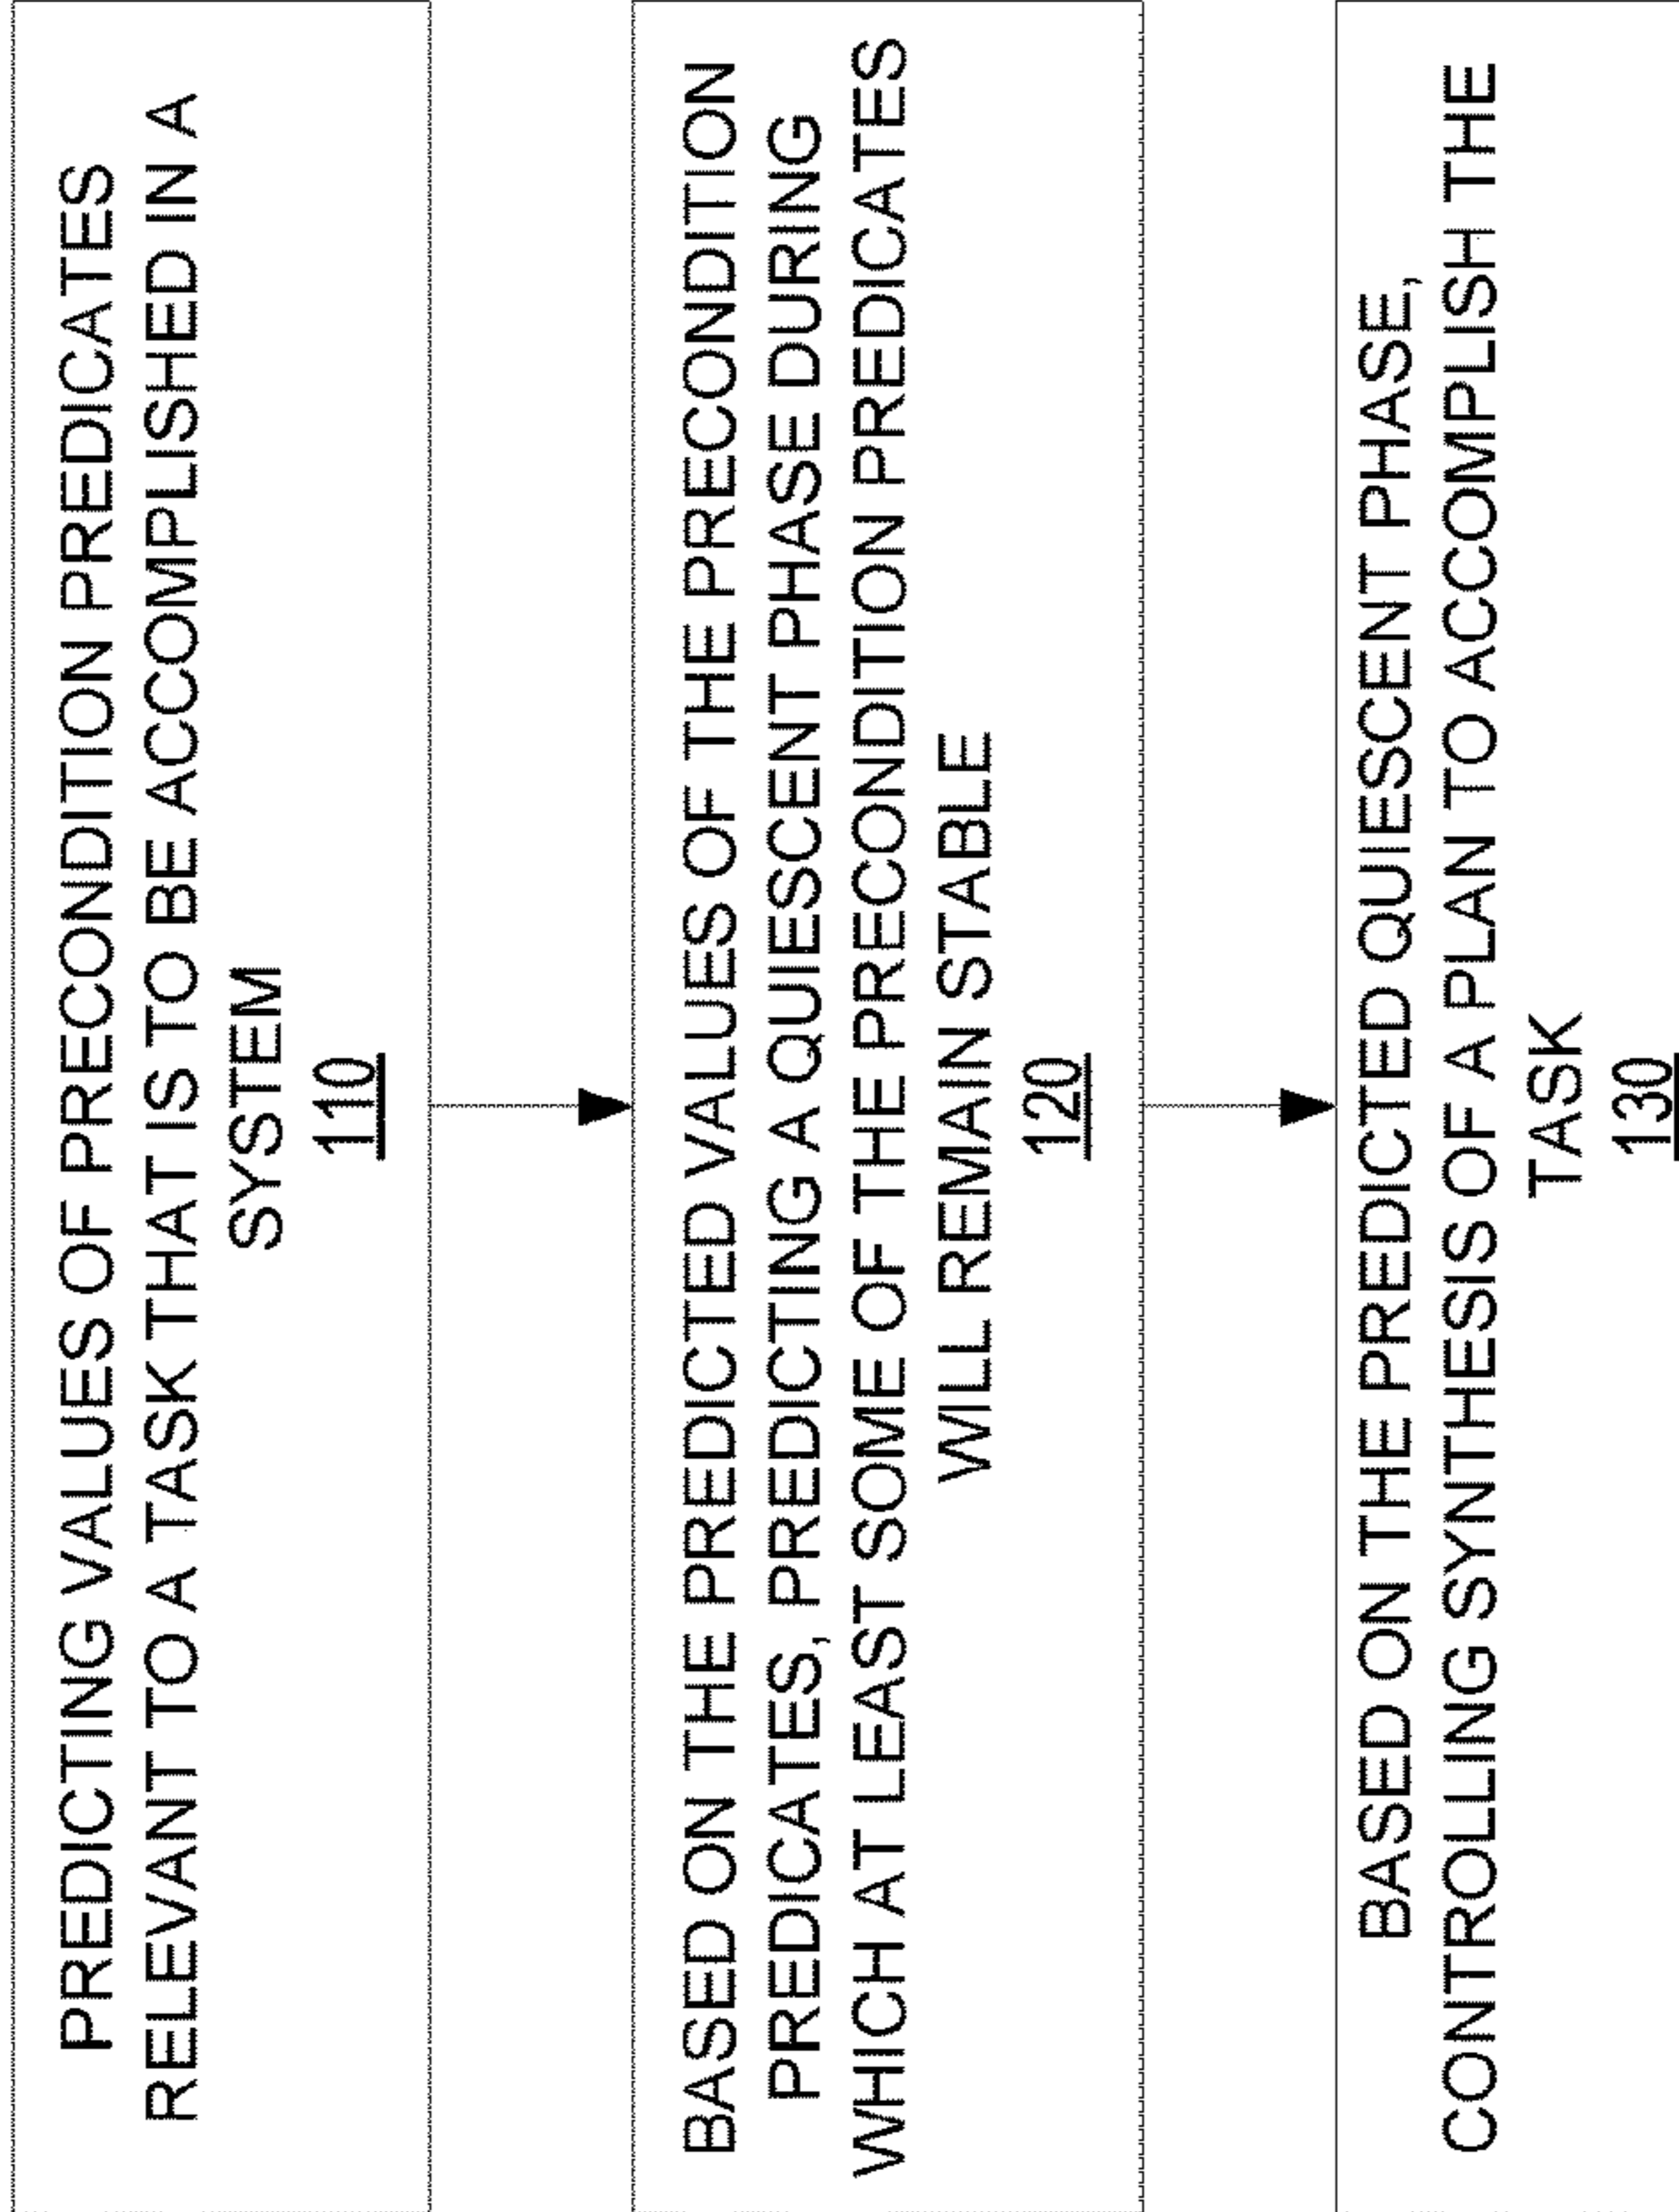 PREDICTING VALUES OF PRECONDITION PREDICATES
RELEVANT TO A TASK THAT IS TO BE ACCOMPLISHED IN A
SYSTEM
110
BASED ON THE PREDICTED VALUES OF THE PRECONDITION
PREDICATES, PREDICTING A QUIESCENT PHASE DURING
WHICH AT LEAST SOME OF THE PRECONDITION PREDICATES
WILL REMAIN STABLE
120
BASED ON THE PREDICTED QUIESCENT PHASE,
CONTROLLING SYNTHESIS OF A PLAN TO ACCOMPLISH THE
TASK
130